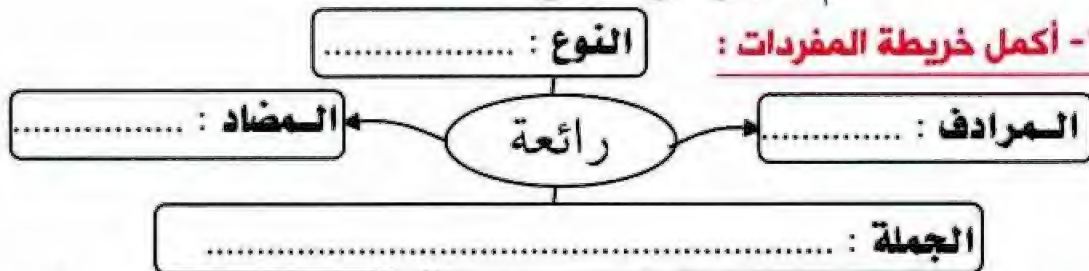 - أكمل خريطة المفردات :
النوع : ..................
المرادف : ..............
رائعة
المضاد : .................
الجملة : ..............................................................